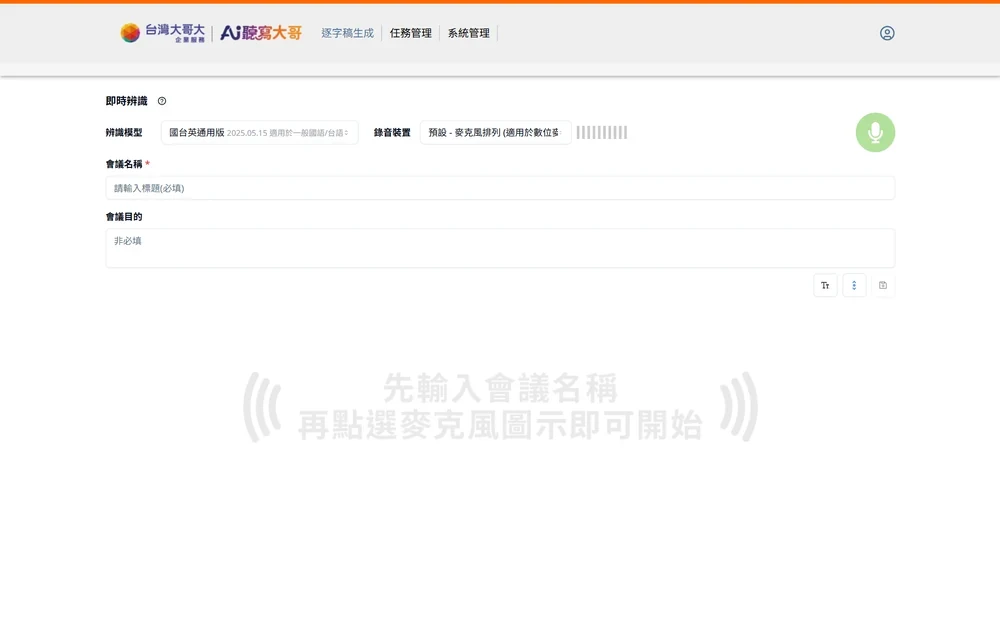 台灣大哥大
企業服務
Ai聽寫大哥
逐字稿生成
任務管理
系統管理
即時辨識
辨識模型
國台英通用版 2025.05.15 適用於一般國語/台語
錄音裝置
預設 - 麥克風排列 (適用於數位麥
會議名稱 *
請輸入標題(必填)
會議目的
非必填
Tt
先輸入會議名稱
再點選麥克風圖示即可開始